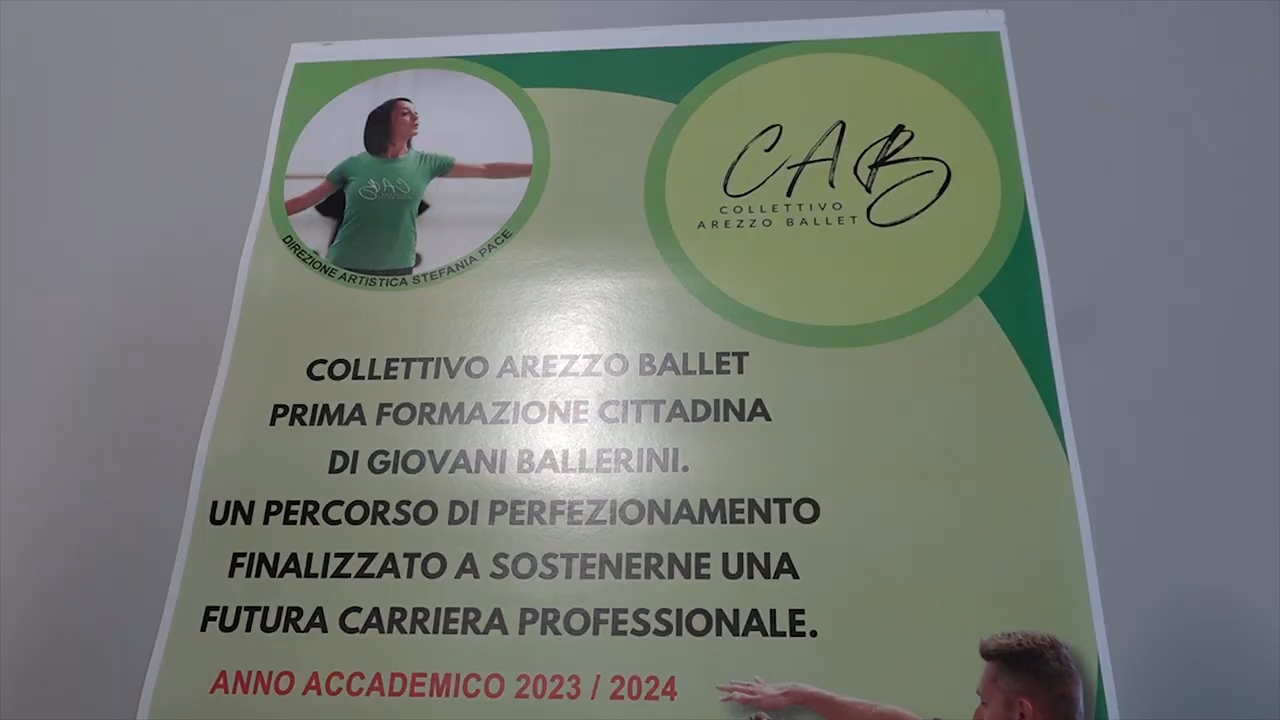 DIREZIONE ARTISTICA STEFANIA PACE
CAB
COLLETTIVO
AREZZO BALLET
COLLETTIVO AREZZO BALLET
PRIMA FORMAZIONE CITTADINA
DI GIOVANI BALLERINI.
UN PERCORSO DI PERFEZIONAMENTO
FINALIZZATO A SOSTENERNE UNA
FUTURA CARRIERA PROFESSIONALE.
ANNO ACCADEMICO 2023 / 2024